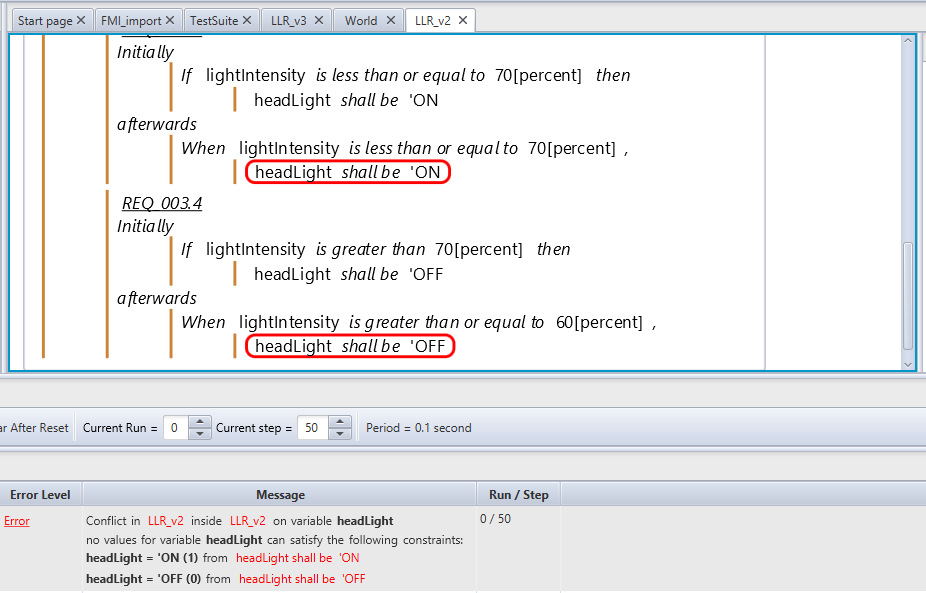 Start page ✕ FMI_import ✕ TestSuite ✕ LLR_v3 ✕ World ✕ LLR_v2 ✕
Initially
If lightIntensity is less than or equal to 70[percent] then
headLight shall be 'ON
afterwards
When lightIntensity is less than or equal to 70[percent] ,
headLight shall be 'ON
REQ_003.4
Initially
If lightIntensity is greater than 70[percent] then
headLight shall be 'OFF
afterwards
When lightIntensity is greater than or equal to 60[percent] ,
headLight shall be 'OFF
ar After Reset Current Run = 0 Current step = 50 Period = 0.1 second
Error Level Message Run / Step
Error Conflict in LLR_v2 inside LLR_v2 on variable headLight 0 / 50
no values for variable headLight can satisfy the following constraints:
headLight = 'ON (1) from headLight shall be 'ON
headLight = 'OFF (0) from headLight shall be 'OFF